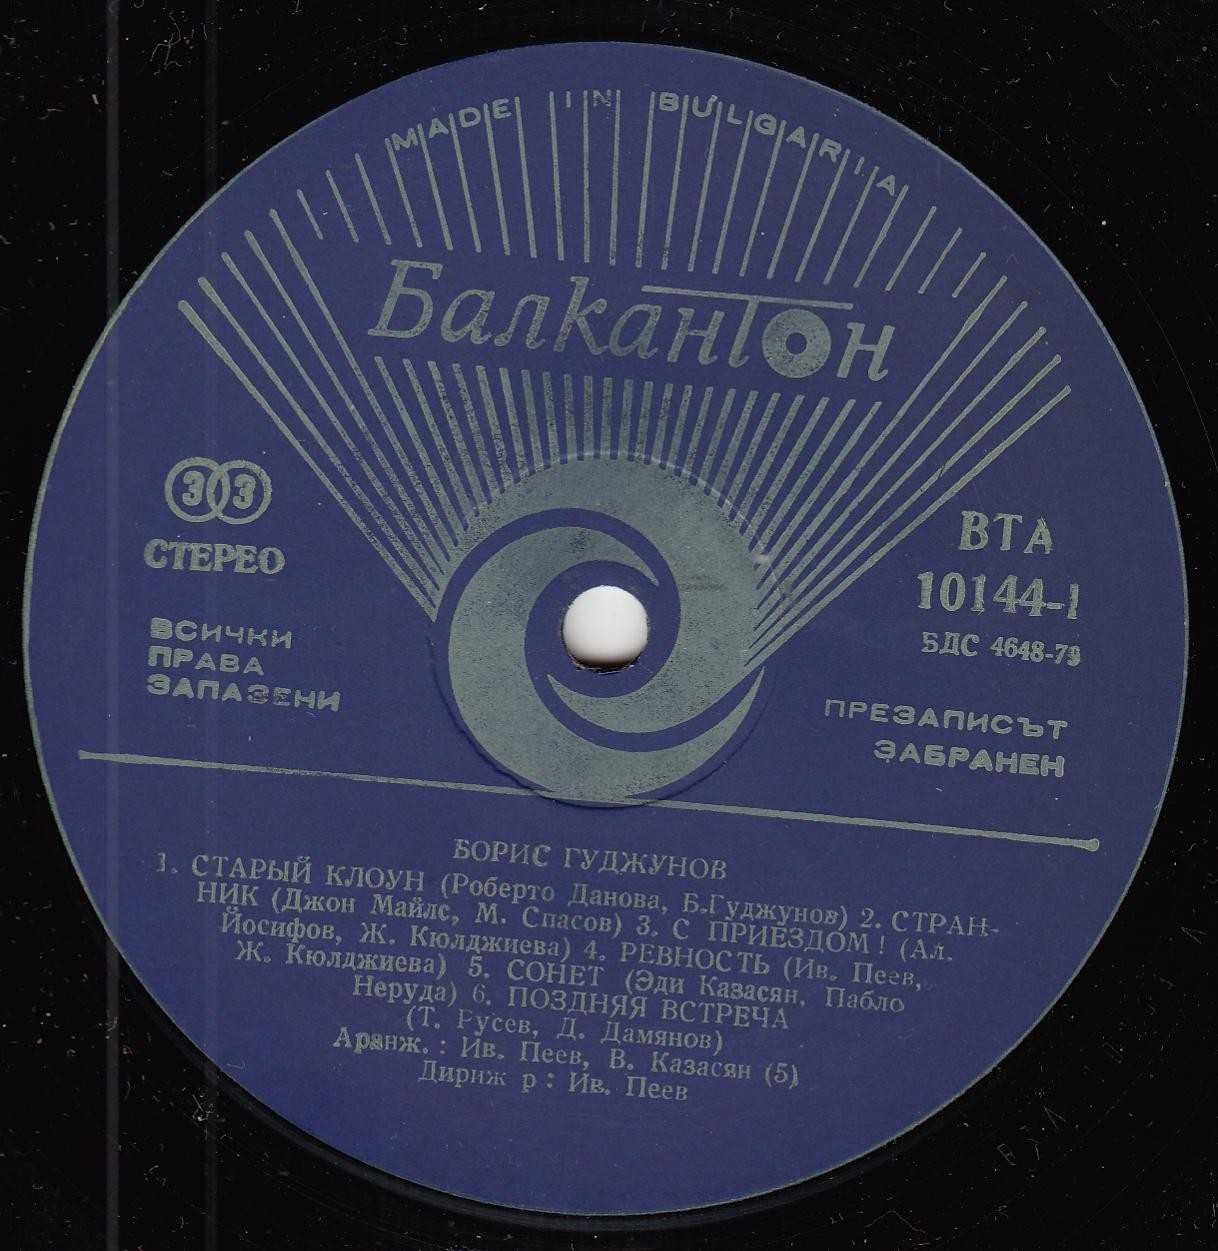 MADE IN BULGARIA
Балкантон
33
СТЕРЕО
ВСИЧКИ
ПРАВА
ЗАПАЗЕНИ
ВТА
10144-1
БДС 4648-79
ПРЕЗАПИСЪТ
ЗАБРАНЕН
БОРИС ГУДЖУНОВ
1. СТАРЫЙ КЛОУН (Роберто Данова, Б.Гуджунов) 2. СТРАН-
НИК (Джон Майлс, М. Спасов) 3. С ПРИЕЗДОМ! (Ал.
Йосифов, Ж. Кюлджиева) 4. РЕВНОСТЬ (Ив. Пеев,
Ж. Кюлджиева) 5. СОНЕТ (Эди Казасян, Пабло
Неруда) 6. ПОЗДНЯЯ ВСТРЕЧА
(Т. Русев, Д. Дамянов)
Аранж.: Ив. Пеев, В. Казасян (5)
Дириж р: Ив. Пеев